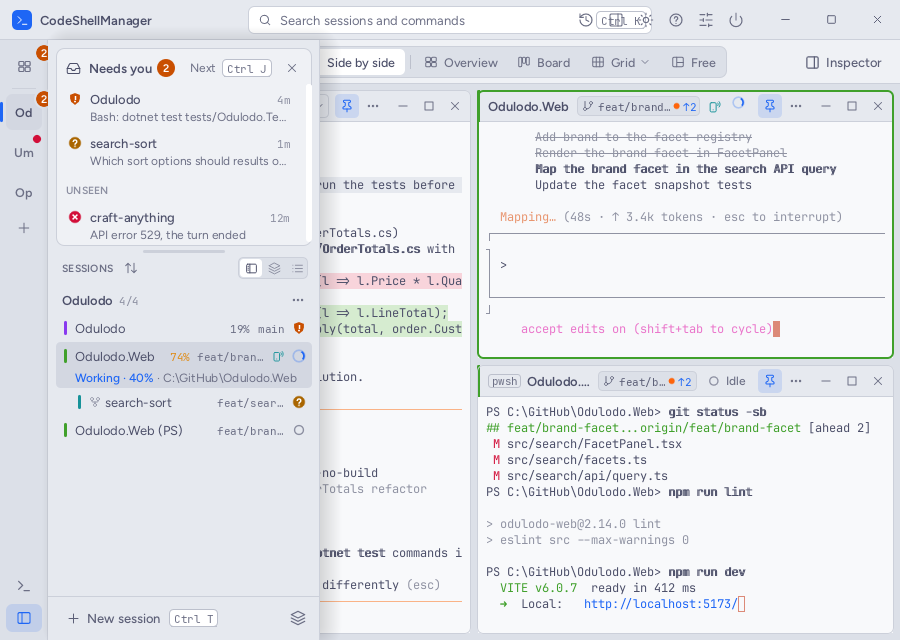 CodeShellManager
Search sessions and commands
Side by side
Overview
Board
Grid
Free
Inspector
2
2
Od
Um
Op
Needs you 2 Next Ctrl J
Odulodo 4m
Bash: dotnet test tests/Odulodo.Te…
search-sort 1m
Which sort options should results o…
UNSEEN
craft-anything 12m
API error 529, the turn ended
SESSIONS
Odulodo 4/4
Odulodo 19% main
Odulodo.Web 74% feat/bran…
Working · 40% · C:\GitHub\Odulodo.Web
search-sort feat/sear…
Odulodo.Web (PS) feat/bran…
New session Ctrl T
run the tests before
erTotals.cs)
/OrderTotals.cs with
(l => l.Price * l.Qua
(l => l.LineTotal);
ply(total, order.Cust
ution.
no-build
rTotals refactor
otnet test commands i
differently (esc)
Odulodo.Web feat/brand… ↑2
Add brand to the facet registry
Render the brand facet in FacetPanel
Map the brand facet in the search API query
Update the facet snapshot tests
Mapping… (48s · ↑ 3.4k tokens · esc to interrupt)
>
accept edits on (shift+tab to cycle)
pwsh Odulodo.… feat/b… ↑2 Idle
PS C:\GitHub\Odulodo.Web> git status -sb
## feat/brand-facet...origin/feat/brand-facet [ahead 2]
M src/search/FacetPanel.tsx
M src/search/facets.ts
M src/search/api/query.ts
PS C:\GitHub\Odulodo.Web> npm run lint
> odulodo-web@2.14.0 lint
> eslint src --max-warnings 0
PS C:\GitHub\Odulodo.Web> npm run dev
VITE v6.0.7 ready in 412 ms
➜ Local: http://localhost:5173/